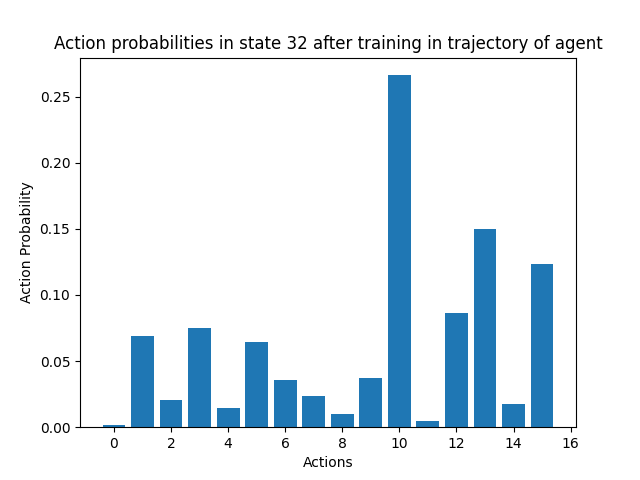 Action probabilities in state 32 after training in trajectory of agent
Action Probability
0.25
0.20
0.15
0.10
0.05
0.00
0 2 4 6 8 10 12 14 16
Actions